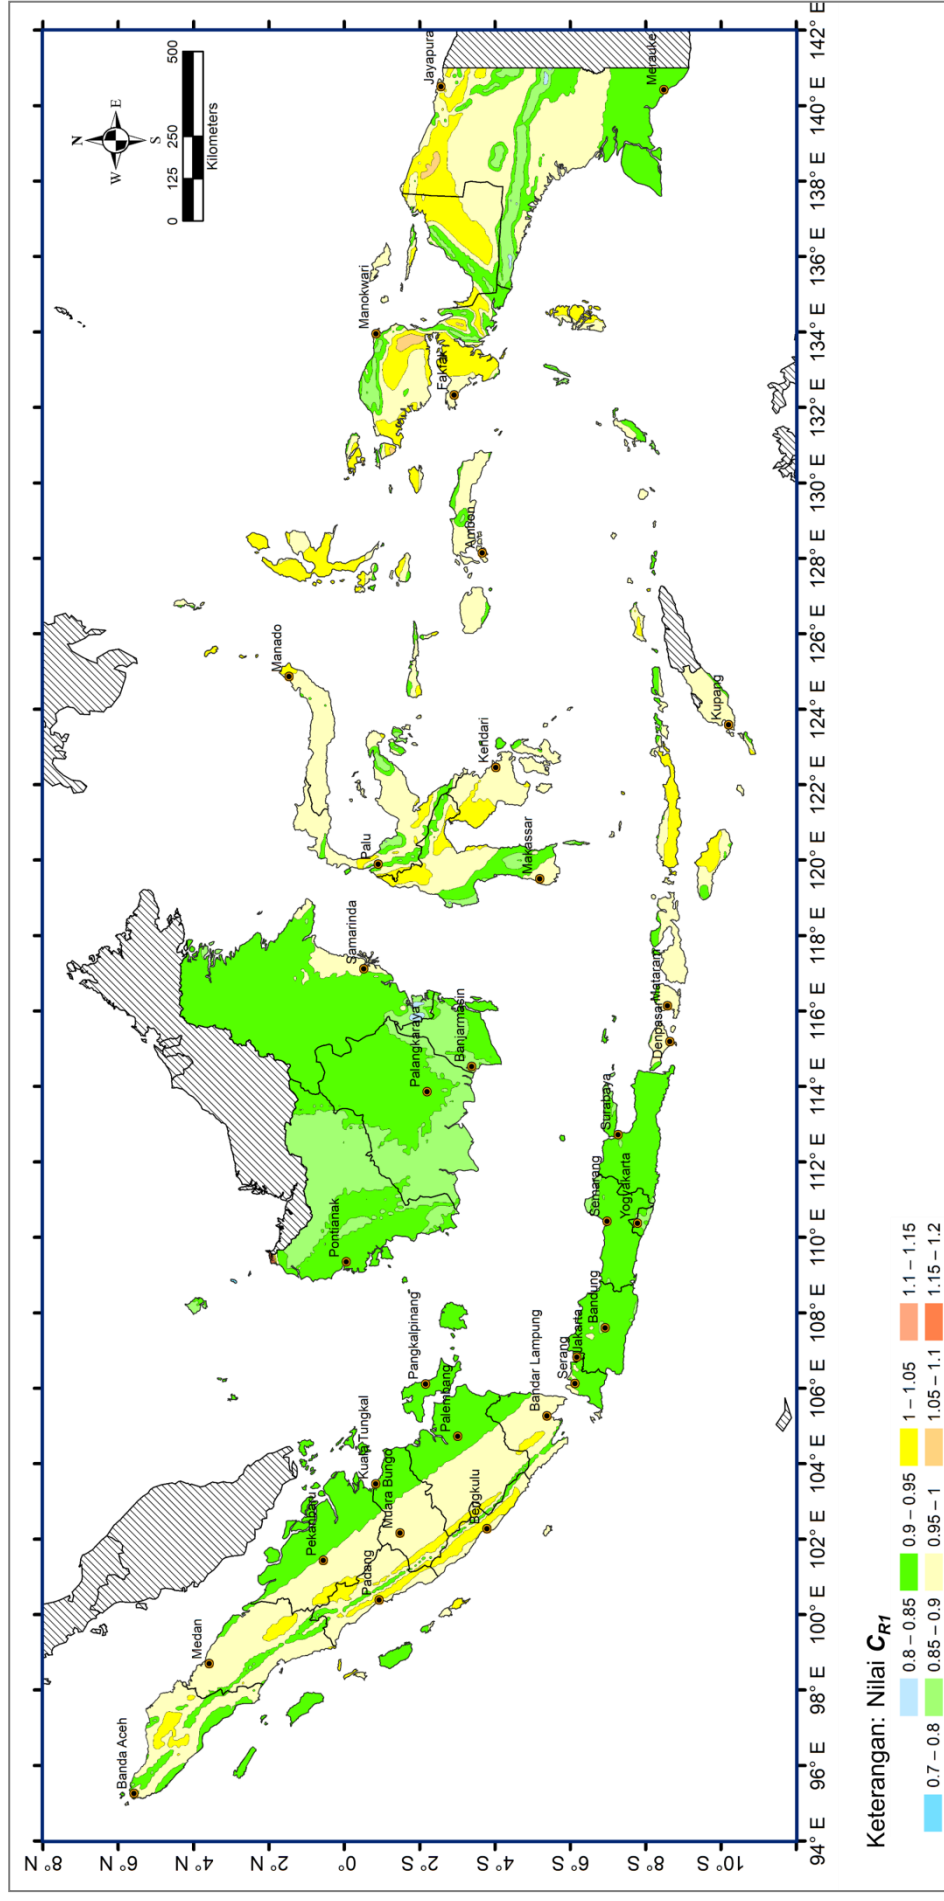 8° N
6° N
4° N
2° N
0°
2° S
4° S
6° S
8° S
10° S
94° E
96° E
98° E
100° E
102° E
104° E
106° E
108° E
110° E
112° E
114° E
116° E
118° E
120° E
122° E
124° E
126° E
128° E
130° E
132° E
134° E
136° E
138° E
140° E
142° E
N
W
E
S
0
125
250
500
Kilometers
Banda Aceh
Medan
Pekanbaru
Padang
Muara Bungo
Kuala Tungkal
Bengkulu
Palembang
Pangkalpinang
Bandar Lampung
Serang
Jakarta
Bandung
Semarang
Yogyakarta
Surabaya
Denpasar
Mataram
Kupang
Pontianak
Palangkaraya
Banjarmasin
Samarinda
Palu
Makassar
Kendari
Manado
Ambon
Fakfak
Manokwari
Jayapura
Merauke
Keterangan: Nilai C_R1
0.7 – 0.8
0.8 – 0.85
0.85 – 0.9
0.9 – 0.95
0.95 – 1
1 – 1.05
1.05 – 1.1
1.1 – 1.15
1.15 – 1.2